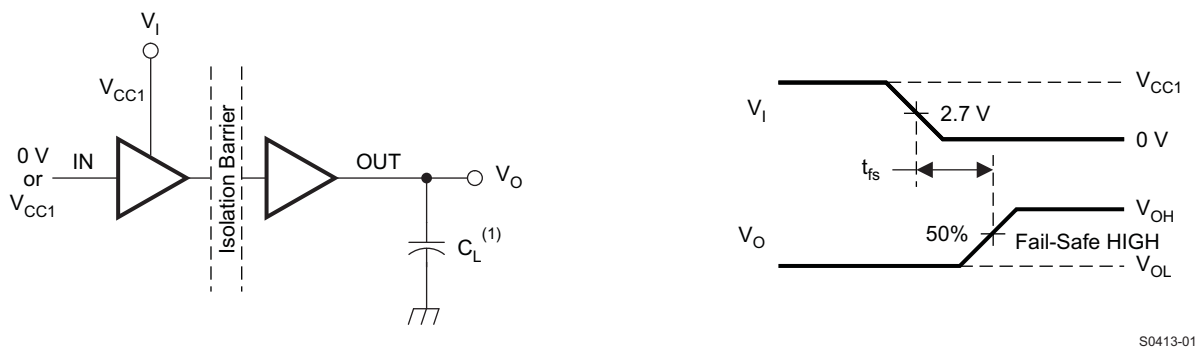 V_I
V_CC1
0 V
or
V_CC1
IN
Isolation Barrier
OUT
V_O
C_L^(1)
V_I
V_CC1
2.7 V
0 V
t_fs
V_O
50%
V_OH
Fail-Safe HIGH
V_OL
S0413-01